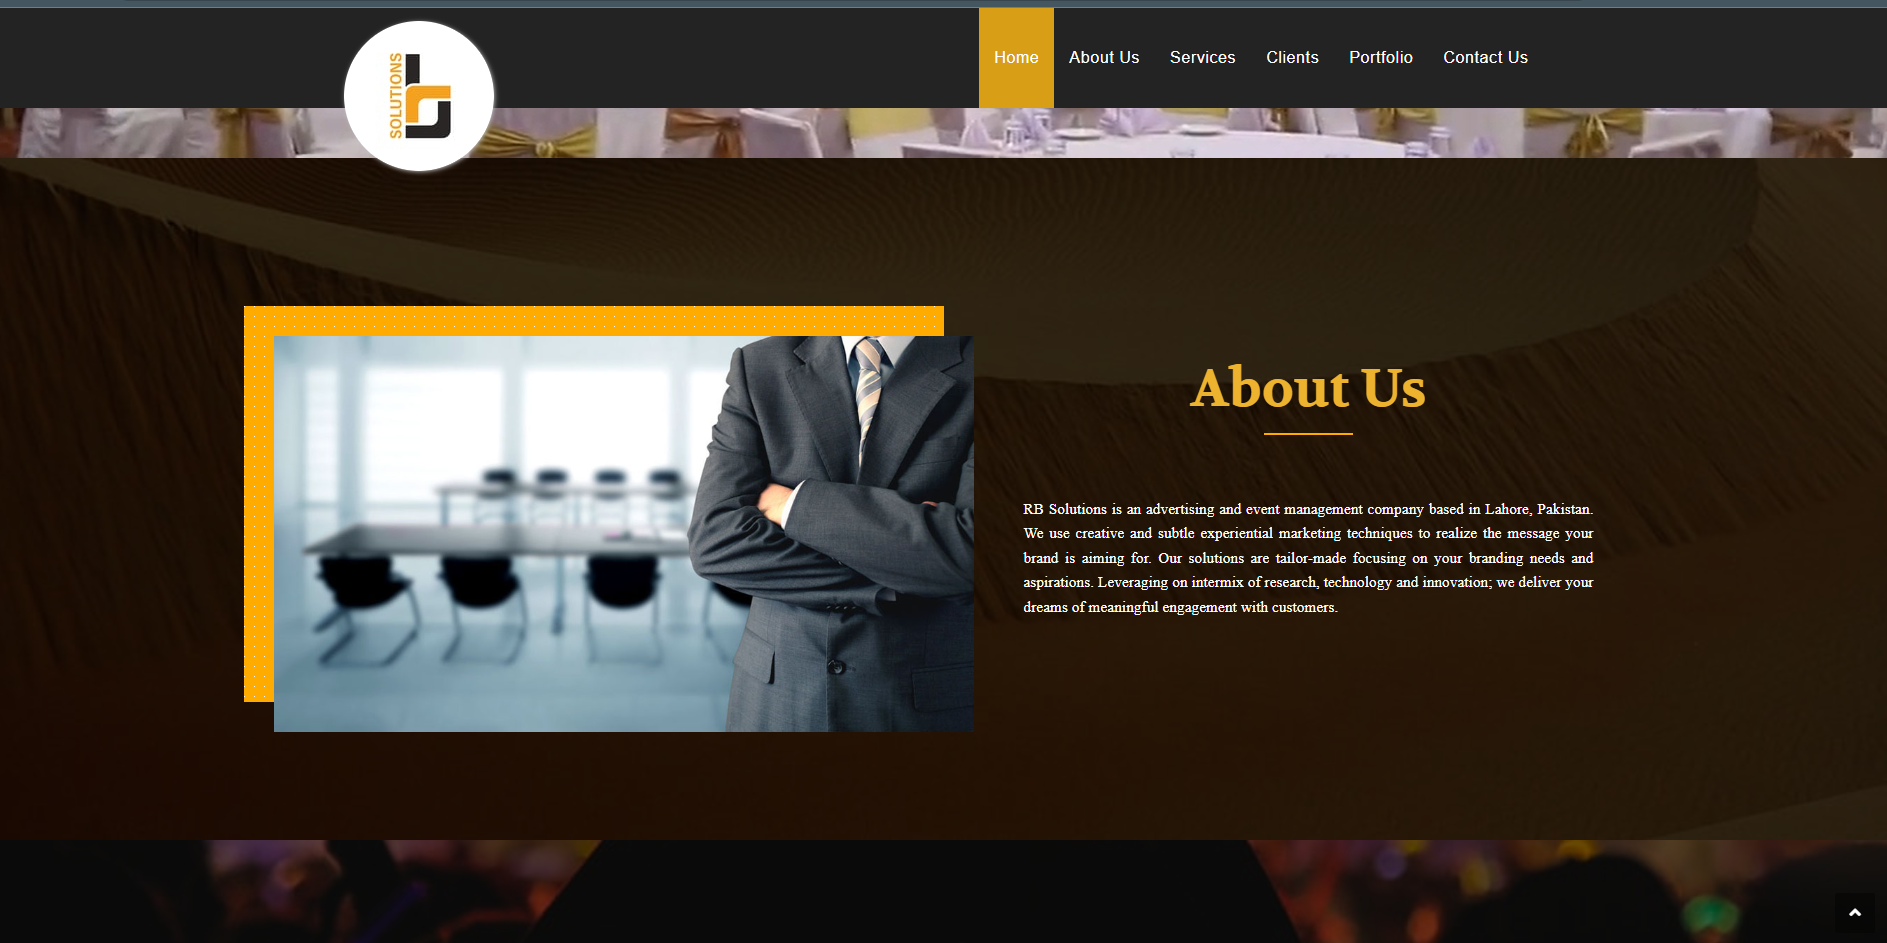 SOLUTIONS
Home About Us Services Clients Portfolio Contact Us
About Us
RB Solutions is an advertising and event management company based in Lahore, Pakistan.
We use creative and subtle experiential marketing techniques to realize the message your
brand is aiming for. Our solutions are tailor-made focusing on your branding needs and
aspirations. Leveraging on intermix of research, technology and innovation; we deliver your
dreams of meaningful engagement with customers.